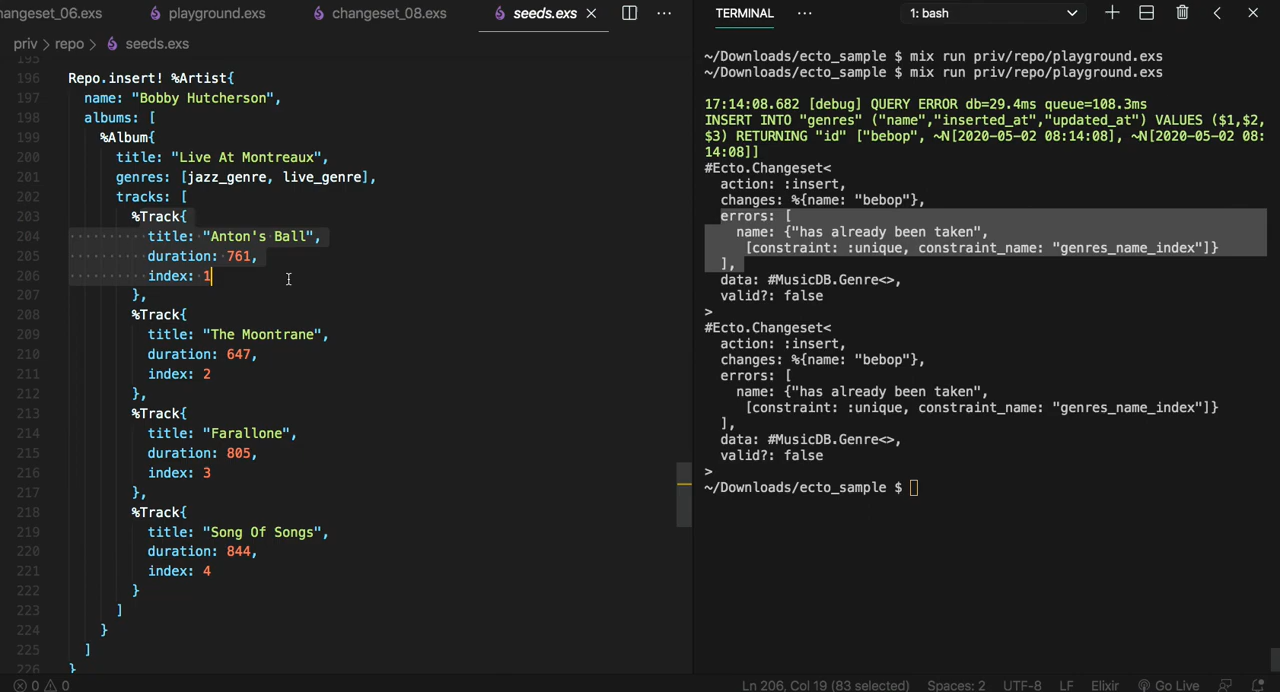 hangeset_06.exs playground.exs changeset_08.exs seeds.exs
priv > repo > seeds.exs
195
196 Repo.insert! %Artist{
197 name: "Bobby Hutcherson",
198 albums: [
199 %Album{
200 title: "Live At Montreaux",
201 genres: [jazz_genre, live_genre],
202 tracks: [
203 %Track{
204 title: "Anton's Ball",
205 duration: 761,
206 index: 1
207 },
208 %Track{
209 title: "The Moontrane",
210 duration: 647,
211 index: 2
212 },
213 %Track{
214 title: "Farallone",
215 duration: 805,
216 index: 3
217 },
218 %Track{
219 title: "Song Of Songs",
220 duration: 844,
221 index: 4
222 }
223 ]
224 }
225 ]
226 }
TERMINAL ··· 1: bash
~/Downloads/ecto_sample $ mix run priv/repo/playground.exs
~/Downloads/ecto_sample $ mix run priv/repo/playground.exs
17:14:08.682 [debug] QUERY ERROR db=29.4ms queue=108.3ms
INSERT INTO "genres" ("name","inserted_at","updated_at") VALUES ($1,$2,
$3) RETURNING "id" ["bebop", ~N[2020-05-02 08:14:08], ~N[2020-05-02 08:
14:08]]
#Ecto.Changeset<
action: :insert,
changes: %{name: "bebop"},
errors: [
name: {"has already been taken",
[constraint: :unique, constraint_name: "genres_name_index"]}
],
data: #MusicDB.Genre<>,
valid?: false
>
#Ecto.Changeset<
action: :insert,
changes: %{name: "bebop"},
errors: [
name: {"has already been taken",
[constraint: :unique, constraint_name: "genres_name_index"]}
],
data: #MusicDB.Genre<>,
valid?: false
>
~/Downloads/ecto_sample $
0 0 Ln 206, Col 19 (83 selected) Spaces: 2 UTF-8 LF Elixir Go Live